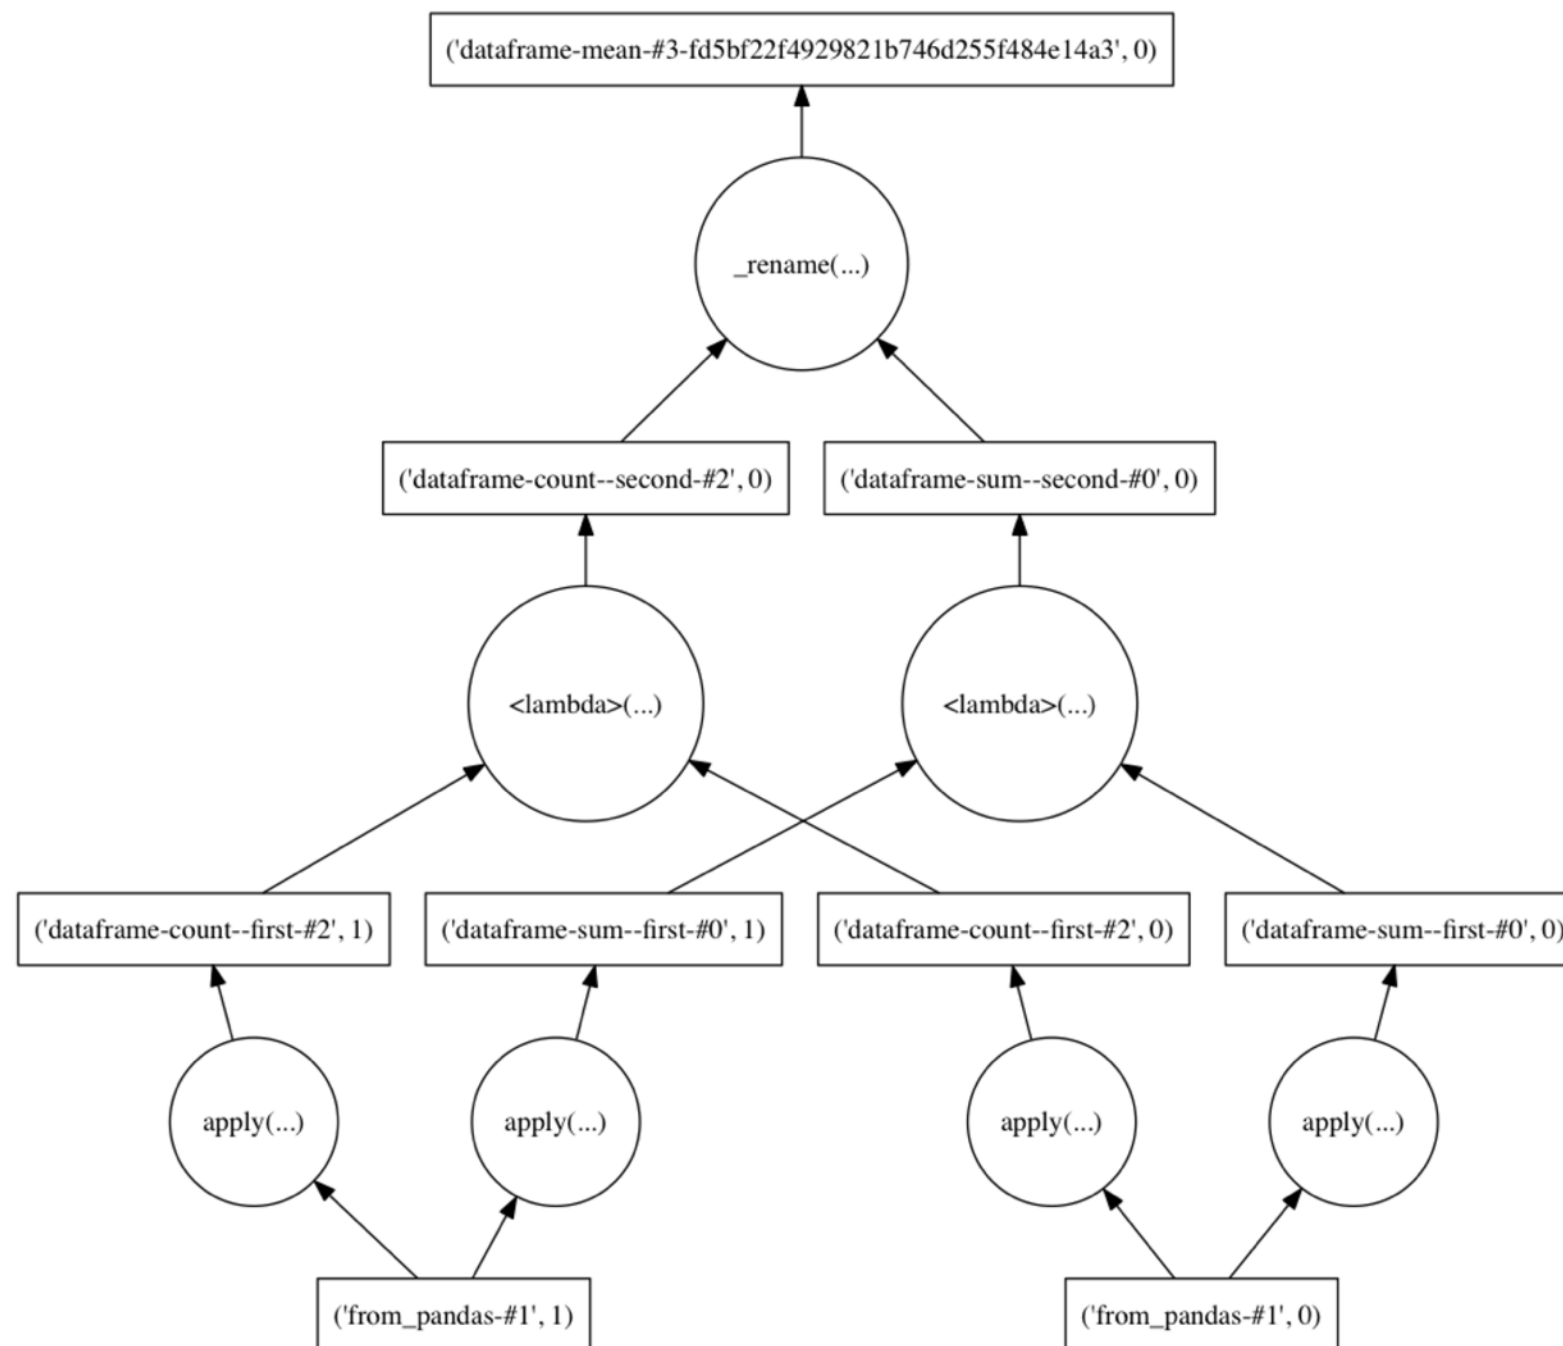 ('dataframe-mean-#3-fd5bf22f4929821b746d255f484e14a3', 0)
_rename(...)
('dataframe-count--second-#2', 0)
('dataframe-sum--second-#0', 0)
<lambda>(...)
<lambda>(...)
('dataframe-count--first-#2', 1)
('dataframe-sum--first-#0', 1)
('dataframe-count--first-#2', 0)
('dataframe-sum--first-#0', 0)
apply(...)
apply(...)
apply(...)
apply(...)
('from_pandas-#1', 1)
('from_pandas-#1', 0)